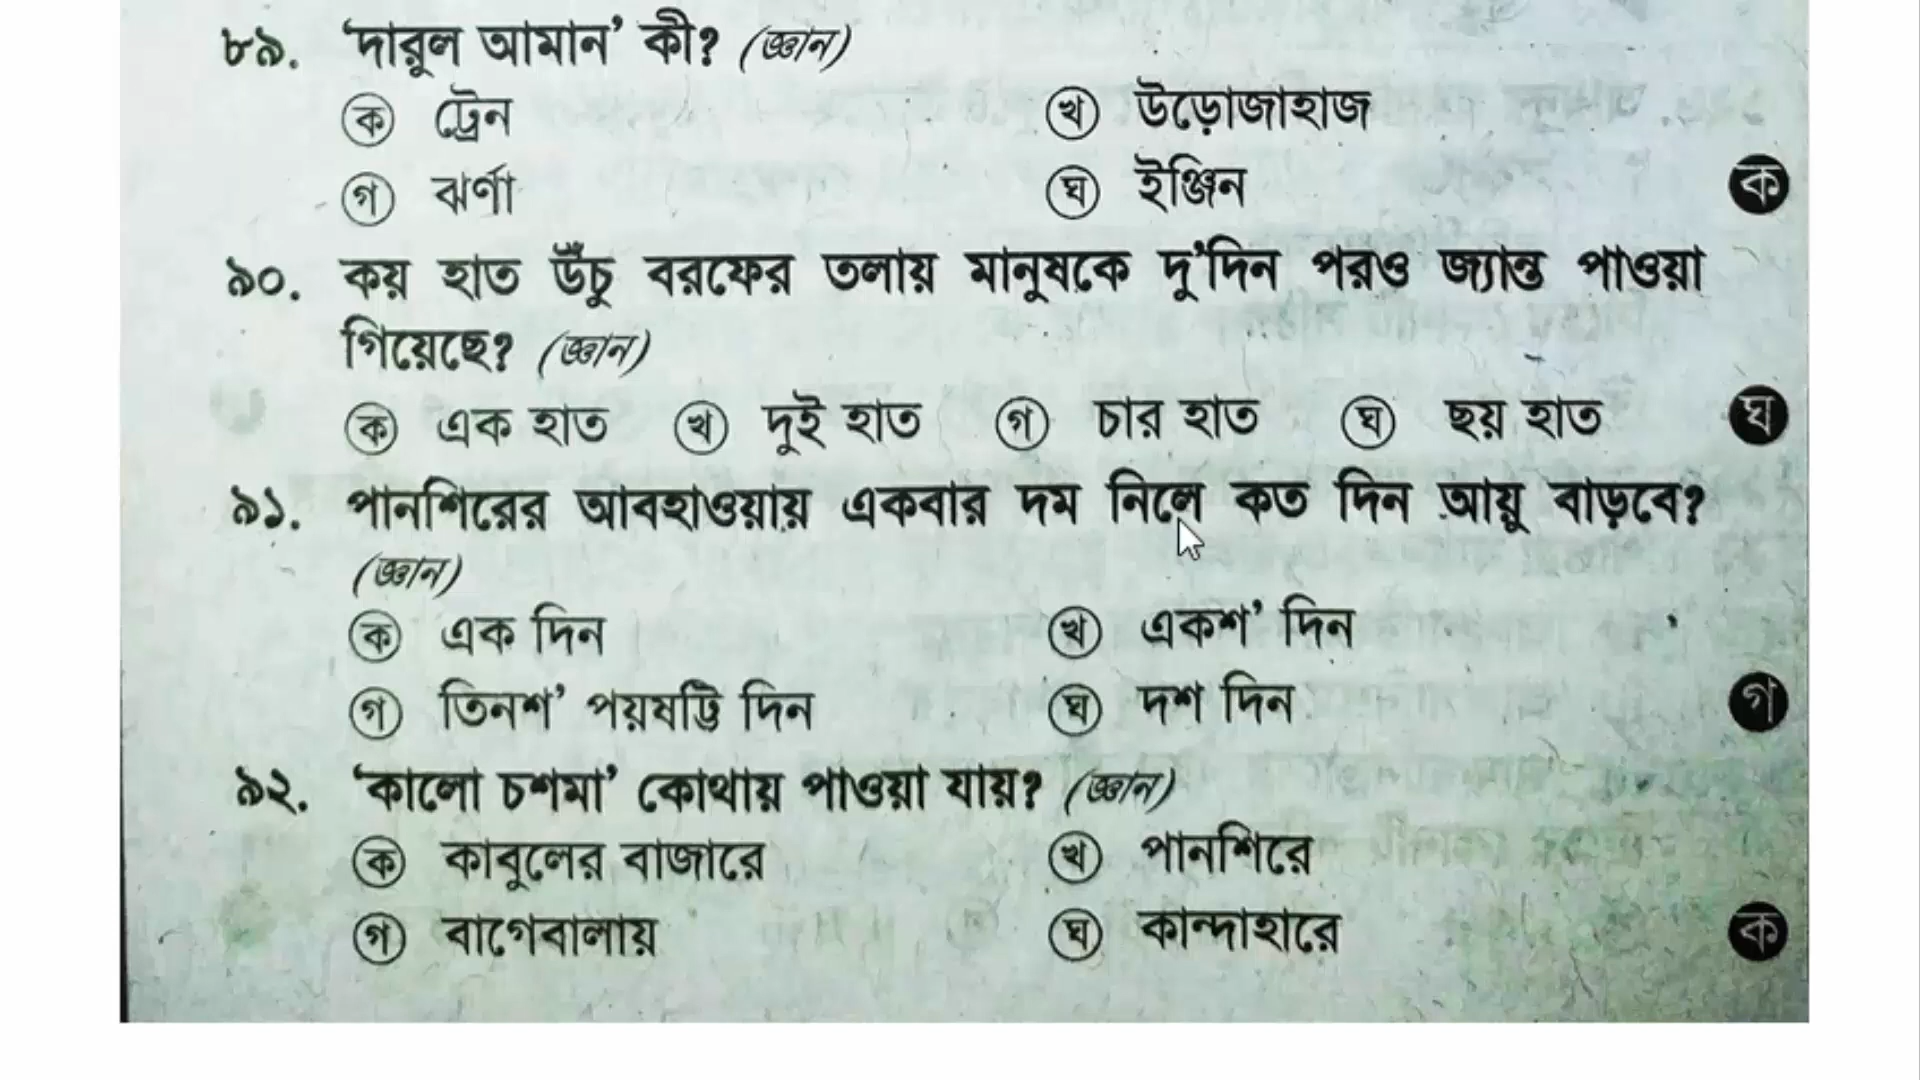 ৮৯. ‘দারুল আমান’ কী? (জ্ঞান)
ক ট্রেন খ উড়োজাহাজ
গ ঝর্ণা ঘ ইঞ্জিন ক
৯০. কয় হাত উঁচু বরফের তলায় মানুষকে দু’দিন পরও জ্যান্ত পাওয়া
গিয়েছে? (জ্ঞান)
ক এক হাত খ দুই হাত গ চার হাত ঘ ছয় হাত ঘ
৯১. পানশিরের আবহাওয়ায় একবার দম নিলে কত দিন আয়ু বাড়বে?
(জ্ঞান)
ক এক দিন খ একশ’ দিন
গ তিনশ’ পয়ষট্টি দিন ঘ দশ দিন গ
৯২. ‘কালো চশমা’ কোথায় পাওয়া যায়? (জ্ঞান)
ক কাবুলের বাজারে খ পানশিরে
গ বাগেবালায় ঘ কান্দাহারে ক